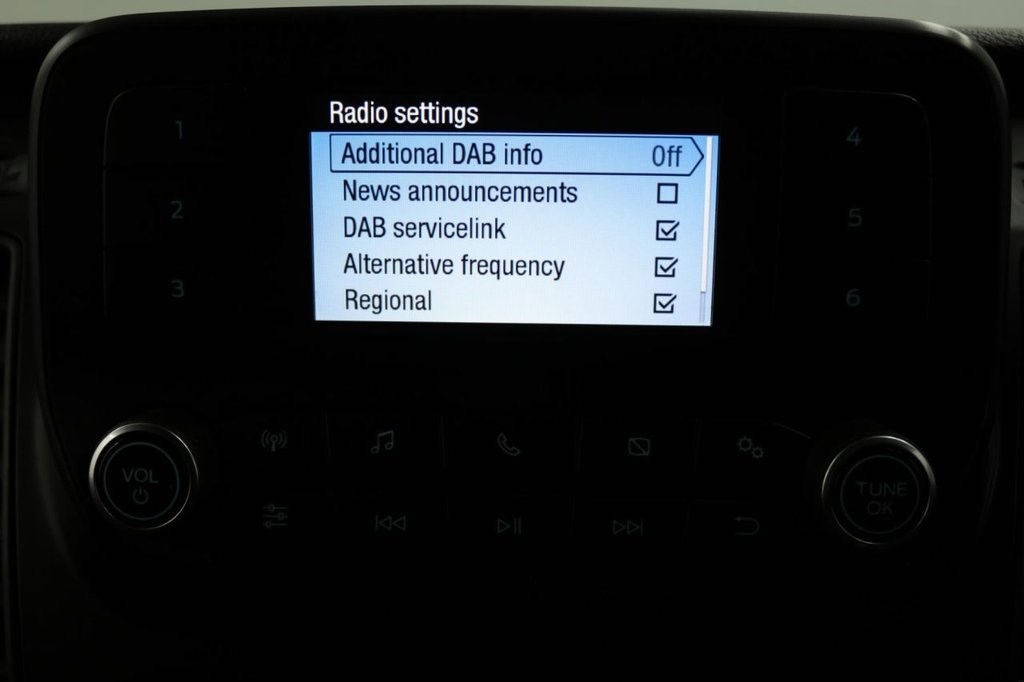 Radio settings
Additional DAB info Off
News announcements
DAB servicelink
Alternative frequency
Regional
1
2
3
4
5
6
VOL
TUNE
OK